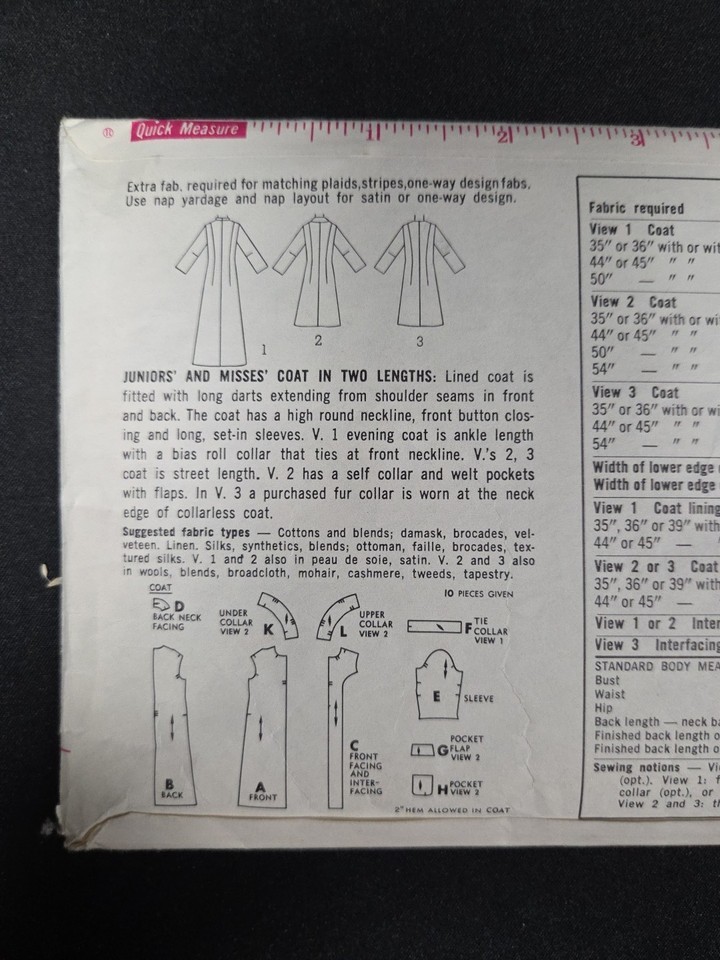 ® Quick Measure 1 2 3
Extra fab. required for matching plaids,stripes,one-way design fabs.
Use nap yardage and nap layout for satin or one-way design.
1
2
3
JUNIORS' AND MISSES' COAT IN TWO LENGTHS: Lined coat is
fitted with long darts extending from shoulder seams in front
and back. The coat has a high round neckline, front button clos-
ing and long, set-in sleeves. V. 1 evening coat is ankle length
with a bias roll collar that ties at front neckline. V.'s 2, 3
coat is street length. V. 2 has a self collar and welt pockets
with flaps. In V. 3 a purchased fur collar is worn at the neck
edge of collarless coat.
Suggested fabric types — Cottons and blends; damask, brocades, vel-
veteen. Linen. Silks, synthetics, blends; ottoman, faille, brocades, tex-
tured silks. V. 1 and 2 also in peau de soie, satin. V. 2 and 3 also
in wools, blends, broadcloth, mohair, cashmere, tweeds, tapestry.
COAT
10 PIECES GIVEN
D
BACK NECK
FACING
UNDER
COLLAR
VIEW 2
K
L
UPPER
COLLAR
VIEW 2
F
TIE
COLLAR
VIEW 1
B
BACK
A
FRONT
C
FRONT
FACING
AND
INTER-
FACING
E
SLEEVE
G
POCKET
FLAP
VIEW 2
H
POCKET
VIEW 2
2" HEM ALLOWED IN COAT
Fabric required
View 1 Coat
35" or 36" with or wit
44" or 45" " "
50" — " "
View 2 Coat
35" or 36" with or wi
44" or 45" " "
50" — " "
54" — " "
View 3 Coat
35" or 36" with or w
44" or 45" " "
54" — " "
Width of lower edge
Width of lower edge
View 1 Coat lining
35", 36" or 39" with
44" or 45" —
View 2 or 3 Coat
35", 36" or 39" with
44" or 45" —
View 1 or 2 Inter
View 3 Interfacing
STANDARD BODY MEA
Bust
Waist
Hip
Back length — neck ba
Finished back length o
Finished back length o
Sewing notions — Vi
(opt.). View 1: f
collar (opt.), or
View 2 and 3: th